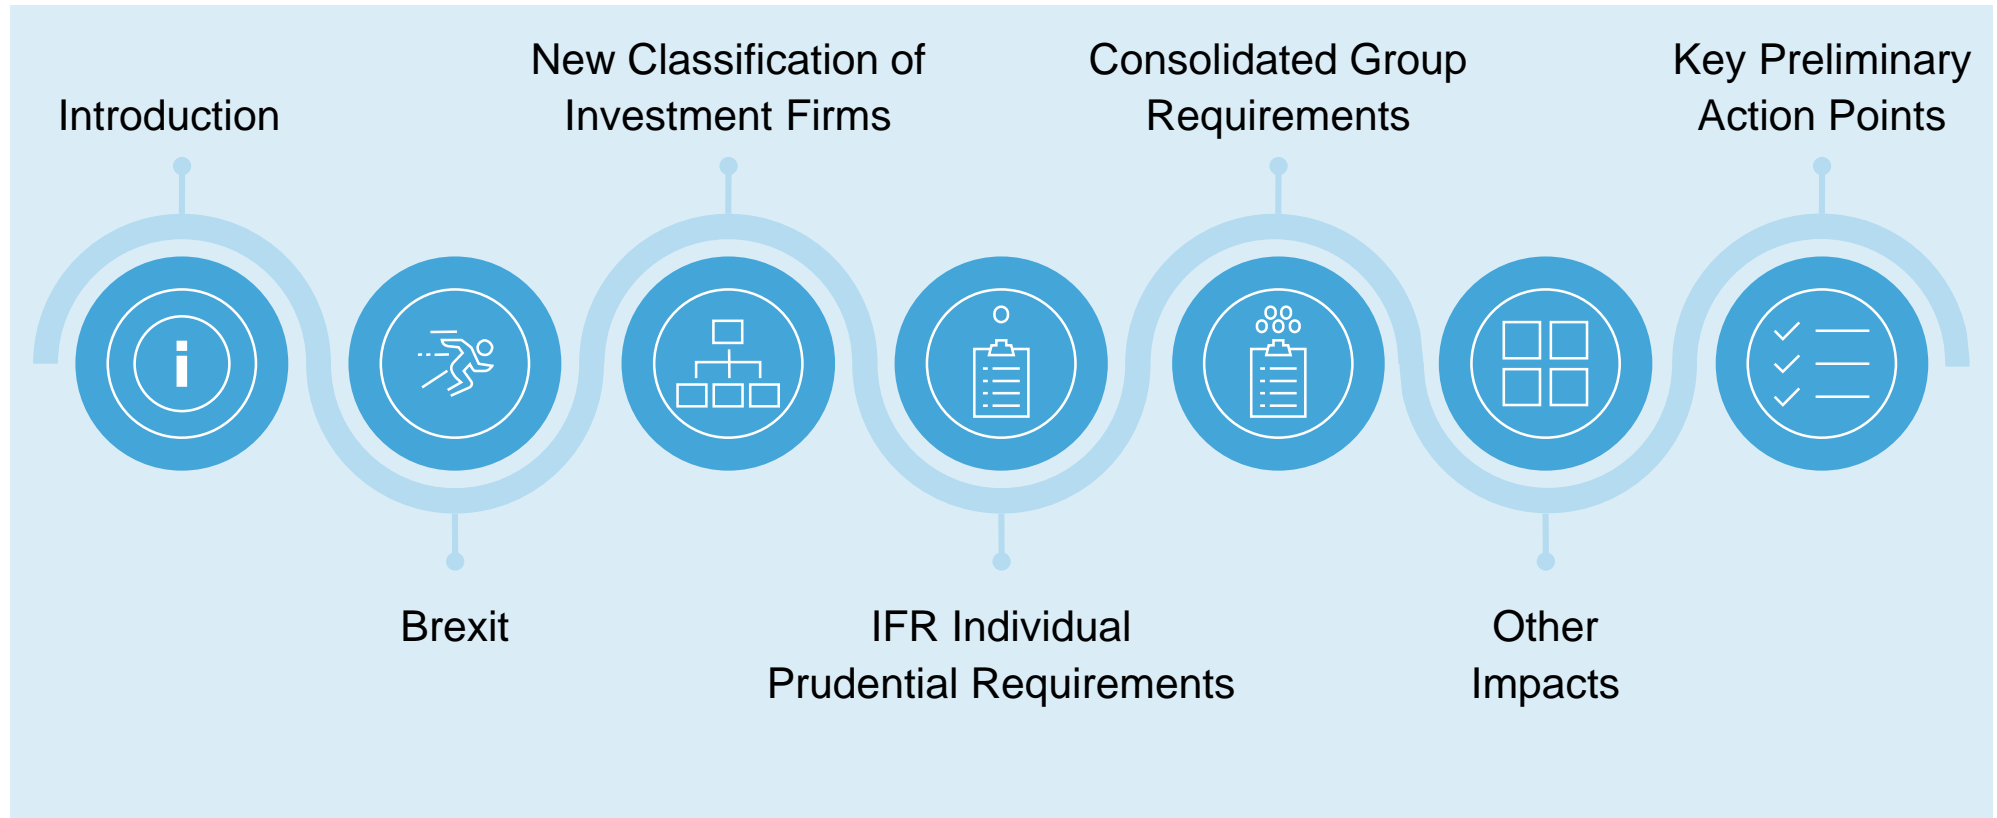 Introduction
Brexit
New Classification of
Investment Firms
IFR Individual
Prudential Requirements
Consolidated Group
Requirements
Other
Impacts
Key Preliminary
Action Points